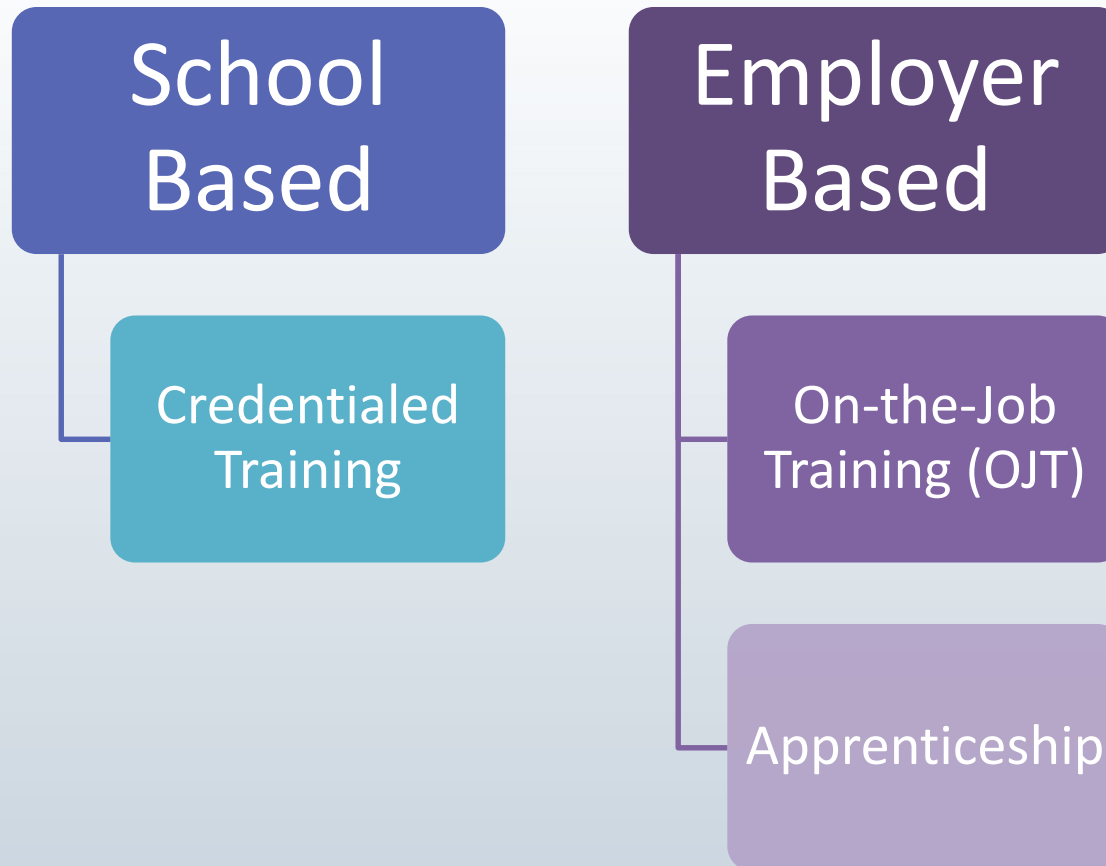 School
Based
Credentialed
Training
Employer
Based
On-the-Job
Training (OJT)
Apprenticeship